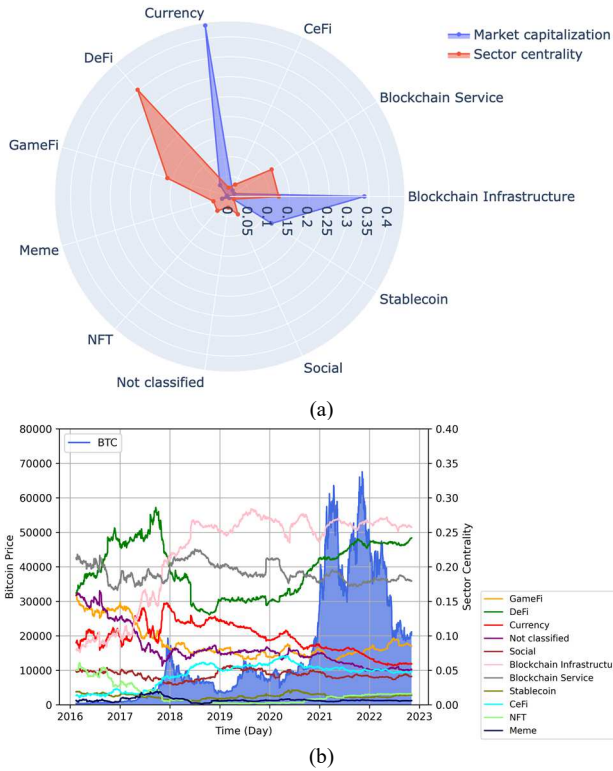 Currency
CeFi
Market capitalization
Sector centrality
DeFi
Blockchain Service
GameFi
Blockchain Infrastructure
0 0.05 0.1 0.15 0.2 0.25 0.3 0.35 0.4
Meme
Stablecoin
NFT
Social
Not classified
(a)
80000
0.40
BTC
70000
0.35
60000
0.30
50000
0.25
40000
0.20
30000
0.15
20000
0.10
10000
0.05
0
0.00
Bitcoin Price
Sector Centrality
2016 2017 2018 2019 2020 2021 2022 2023
Time (Day)
GameFi
DeFi
Currency
Not classified
Social
Blockchain Infrastructu
Blockchain Service
Stablecoin
CeFi
NFT
Meme
(b)